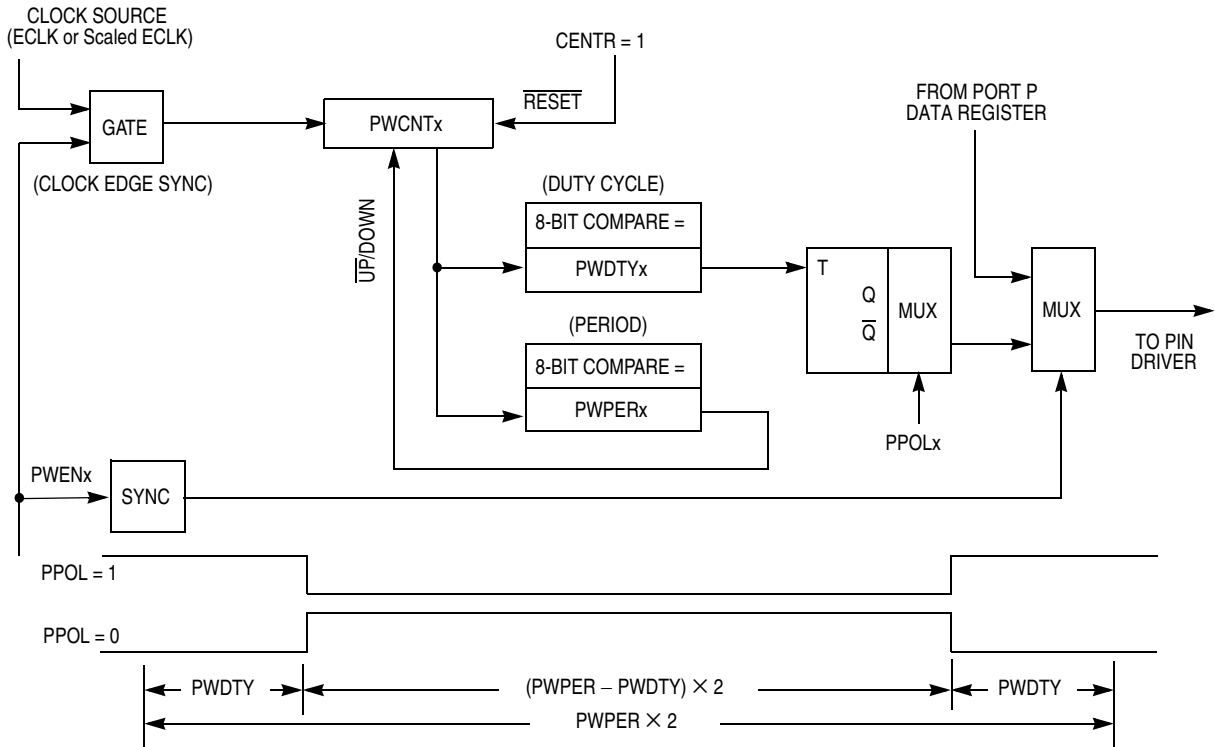 CLOCK SOURCE
(ECLK or Scaled ECLK)
CENTR = 1
FROM PORT P
DATA REGISTER
R̅E̅S̅E̅T̅
GATE
PWCNTx
(CLOCK EDGE SYNC)
(DUTY CYCLE)
U̅P̅/DOWN
8-BIT COMPARE =
PWDTYx
T
Q
Q̅
MUX
MUX
TO PIN
DRIVER
(PERIOD)
8-BIT COMPARE =
PWPERx
PPOLx
PWENx
SYNC
PPOL = 1
PPOL = 0
PWDTY
(PWPER – PWDTY) × 2
PWDTY
PWPER × 2